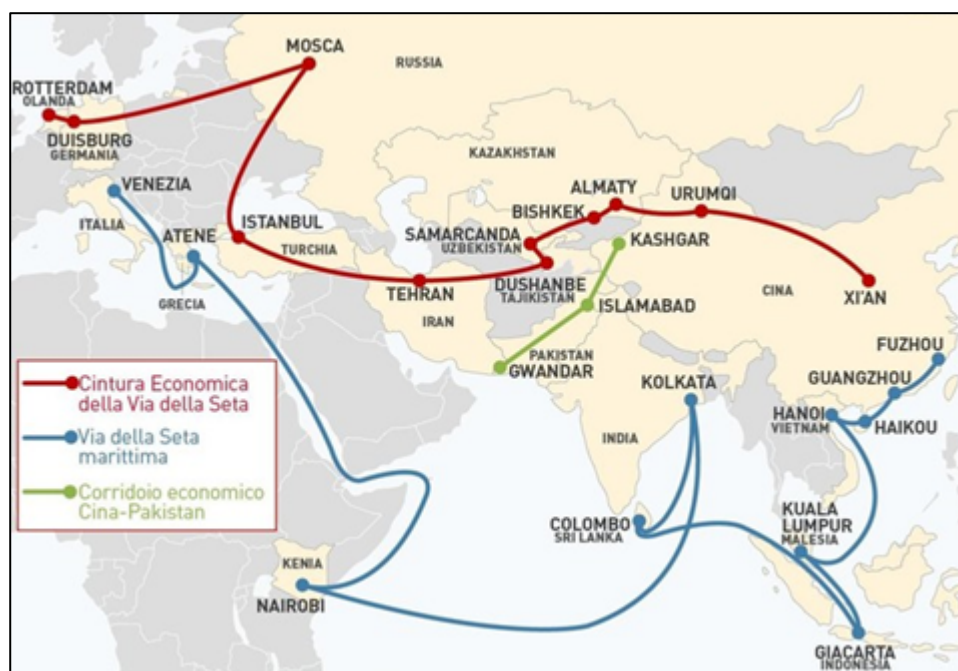 MOSCA
RUSSIA
ROTTERDAM
OLANDA
DUISBURG
GERMANIA
KAZAKHSTAN
VENEZIA
ALMATY
URUMQI
BISHKEK
ITALIA
ATENE
ISTANBUL
TURCHIA
SAMARCANDA
UZBEKISTAN
KASHGAR
GRECIA
TEHRAN
IRAN
DUSHANBE
TAJIKISTAN
ISLAMABAD
CINA
XI'AN
PAKISTAN
GWANDAR
KOLKATA
FUZHOU
GUANGZHOU
HANOI
VIETNAM
HAIKOU
INDIA
Cintura Economica
della Via della Seta
Via della Seta
marittima
Corridoio economico
Cina-Pakistan
COLOMBO
SRI LANKA
KUALA
LUMPUR
MALESIA
KENIA
NAIROBI
GIACARTA
INDONESIA